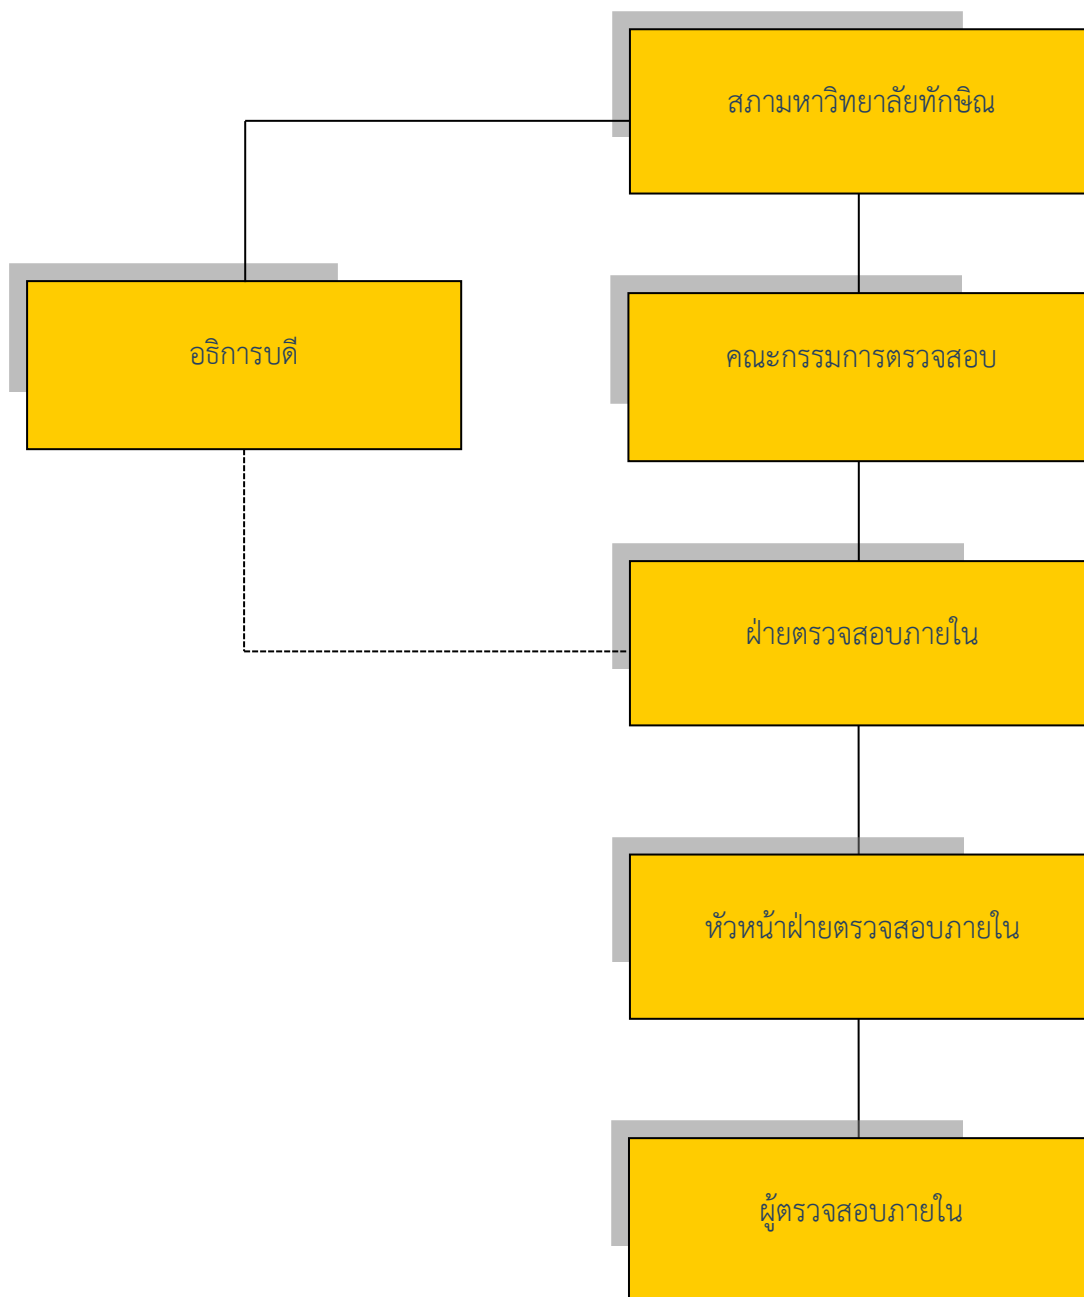 สภามหาวิทยาลัยทักษิณ
อธิการบดี
คณะกรรมการตรวจสอบ
ฝ่ายตรวจสอบภายใน
หัวหน้าฝ่ายตรวจสอบภายใน
ผู้ตรวจสอบภายใน